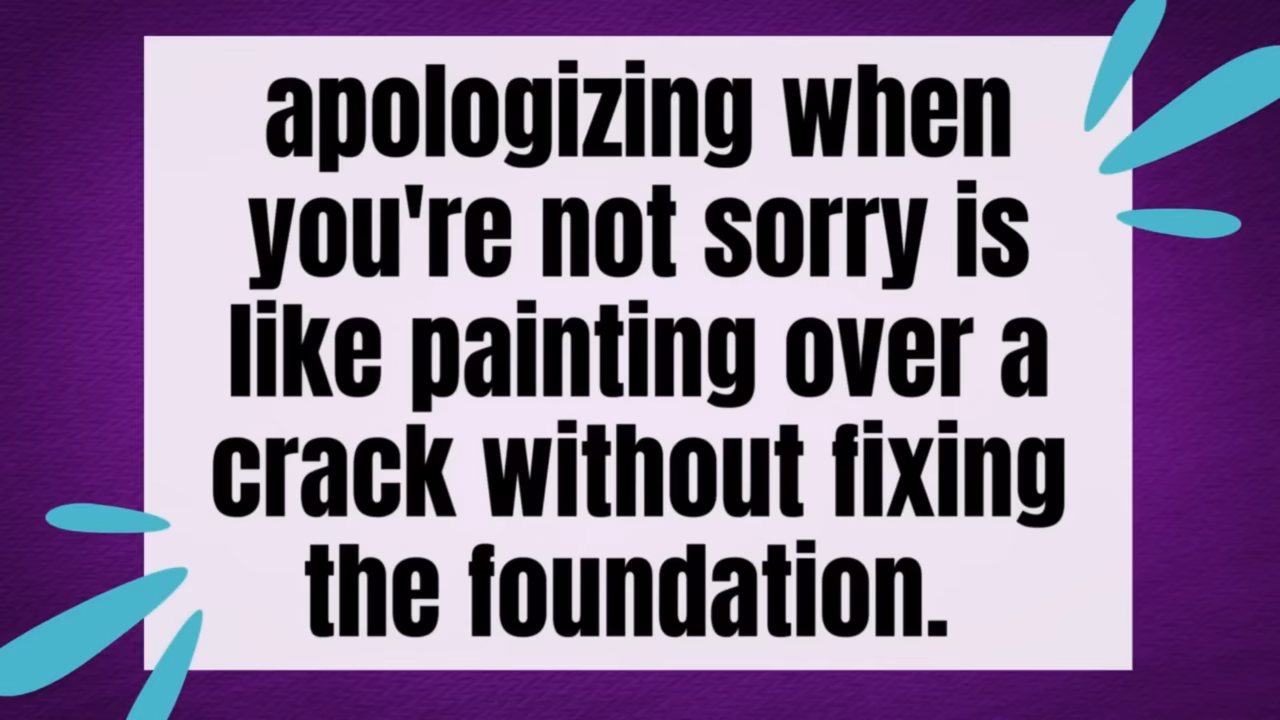 apologizing when
you're not sorry is
like painting over a
crack without fixing
the foundation.